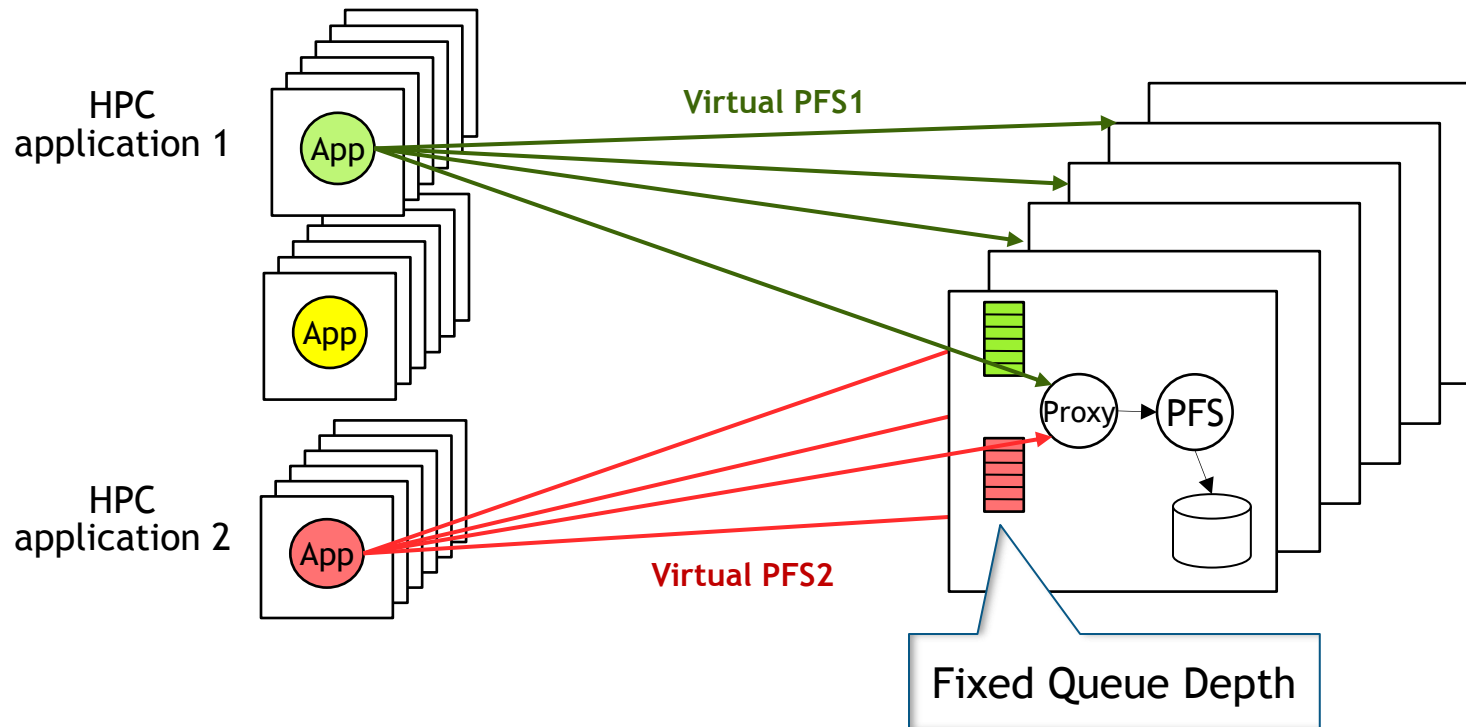 HPC
application 1
App
Virtual PFS1
App
Proxy
PFS
HPC
application 2
App
Virtual PFS2
Fixed Queue Depth